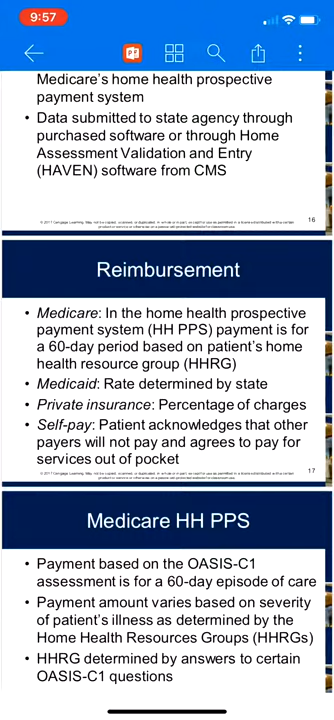 9:57
Medicare's home health prospective
payment system
• Data submitted to state agency through
purchased software or through Home
Assessment Validation and Entry
(HAVEN) software from CMS
16
Reimbursement
• Medicare: In the home health prospective
payment system (HH PPS) payment is for
a 60-day period based on patient's home
health resource group (HHRG)
• Medicaid: Rate determined by state
• Private insurance: Percentage of charges
• Self-pay: Patient acknowledges that other
payers will not pay and agrees to pay for
services out of pocket
17
Medicare HH PPS
• Payment based on the OASIS-C1
assessment is for a 60-day episode of care
• Payment amount varies based on severity
of patient's illness as determined by the
Home Health Resources Groups (HHRGs)
• HHRG determined by answers to certain
OASIS-C1 questions